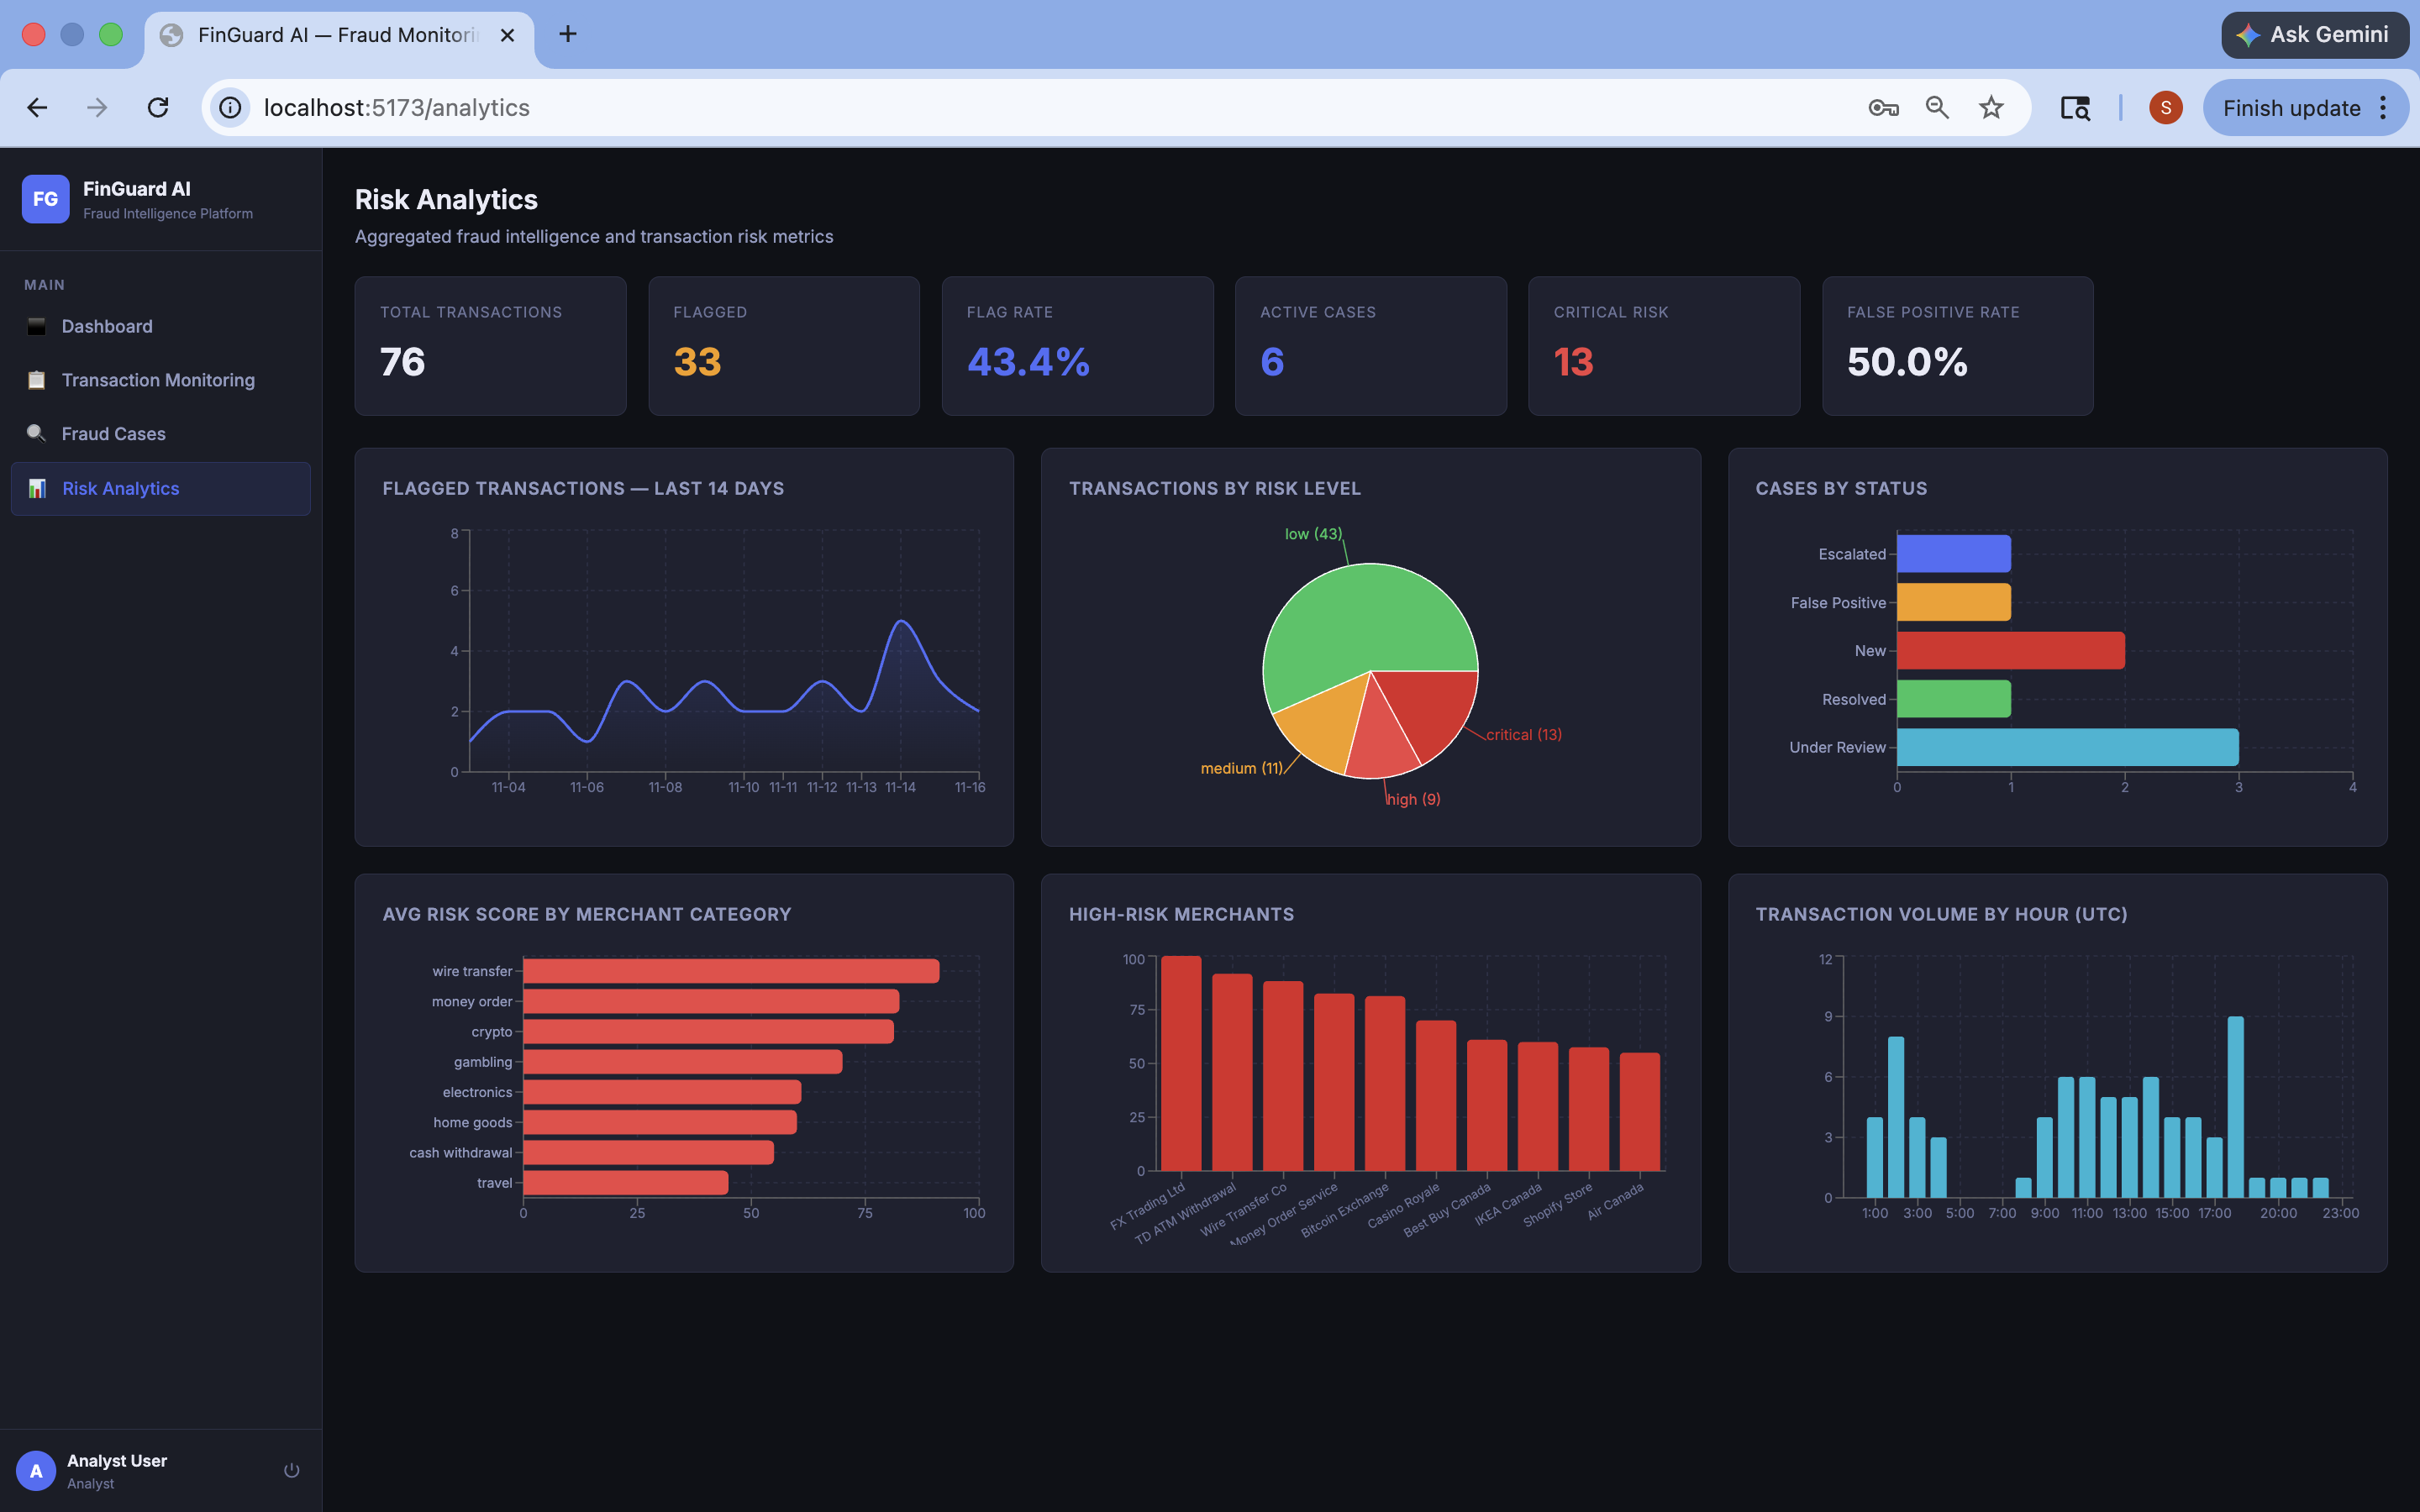 FinGuard AI — Fraud Monitori
Ask Gemini
localhost:5173/analytics
S
Finish update
FG
FinGuard AI
Fraud Intelligence Platform
MAIN
Dashboard
Transaction Monitoring
Fraud Cases
Risk Analytics
Analyst User
A
Analyst
Risk Analytics
Aggregated fraud intelligence and transaction risk metrics
TOTAL TRANSACTIONS
76
FLAGGED
33
FLAG RATE
43.4%
ACTIVE CASES
6
CRITICAL RISK
13
FALSE POSITIVE RATE
50.0%
FLAGGED TRANSACTIONS — LAST 14 DAYS
8
6
4
2
0
11-04 11-06 11-08 11-10 11-11 11-12 11-13 11-14 11-16
TRANSACTIONS BY RISK LEVEL
low (43)
critical (13)
medium (11)
high (9)
CASES BY STATUS
Escalated
False Positive
New
Resolved
Under Review
0 1 2 3 4
AVG RISK SCORE BY MERCHANT CATEGORY
wire transfer
money order
crypto
gambling
electronics
home goods
cash withdrawal
travel
0 25 50 75 100
HIGH-RISK MERCHANTS
100
75
50
25
0
FX Trading Ltd
TD ATM Withdrawal
Wire Transfer Co
Money Order Service
Bitcoin Exchange
Casino Royale
Best Buy Canada
IKEA Canada
Shopify Store
Air Canada
TRANSACTION VOLUME BY HOUR (UTC)
12
9
6
3
0
1:00 3:00 5:00 7:00 9:00 11:00 13:00 15:00 17:00 20:00 23:00